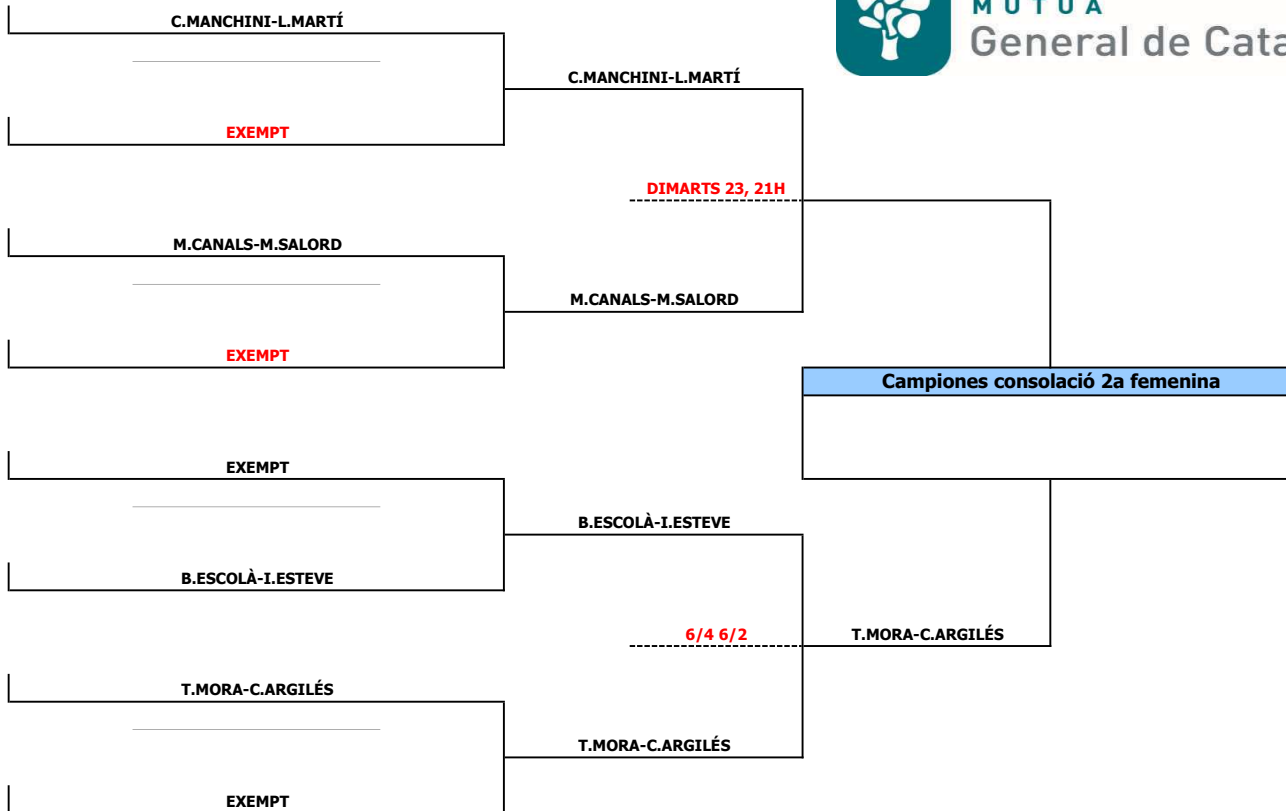 MÚTUA
General de Cata
C.MANCHINI-L.MARTÍ
C.MANCHINI-L.MARTÍ
EXEMPT
DIMARTS 23, 21H
M.CANALS-M.SALORD
M.CANALS-M.SALORD
EXEMPT
Campiones consolació 2a femenina
EXEMPT
B.ESCOLÀ-I.ESTEVE
B.ESCOLÀ-I.ESTEVE
6/4 6/2
T.MORA-C.ARGILÉS
T.MORA-C.ARGILÉS
T.MORA-C.ARGILÉS
EXEMPT